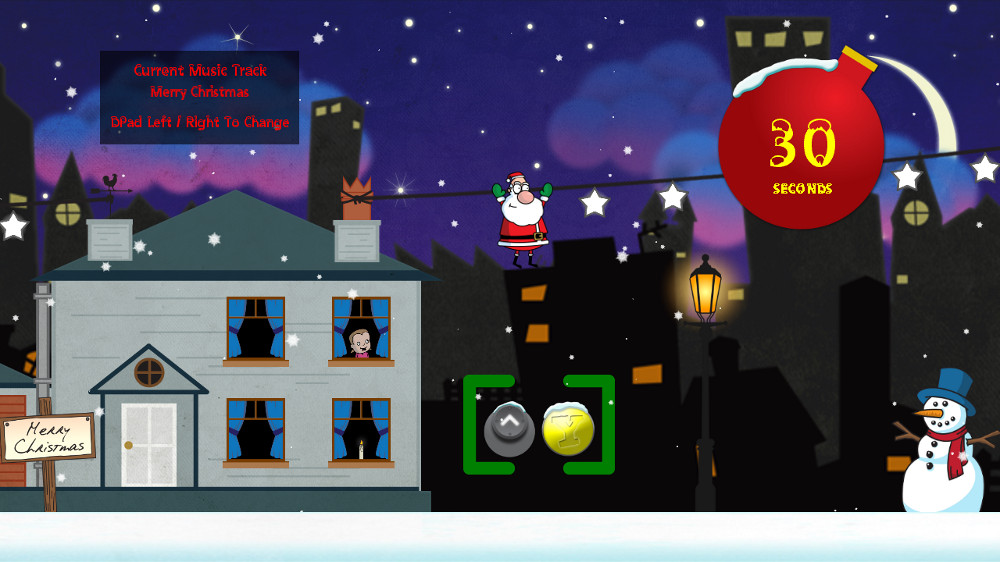 Current Music Track
Merry Christmas
DPad Left / Right To Change
30
SECONDS
Merry
Christmas
Y